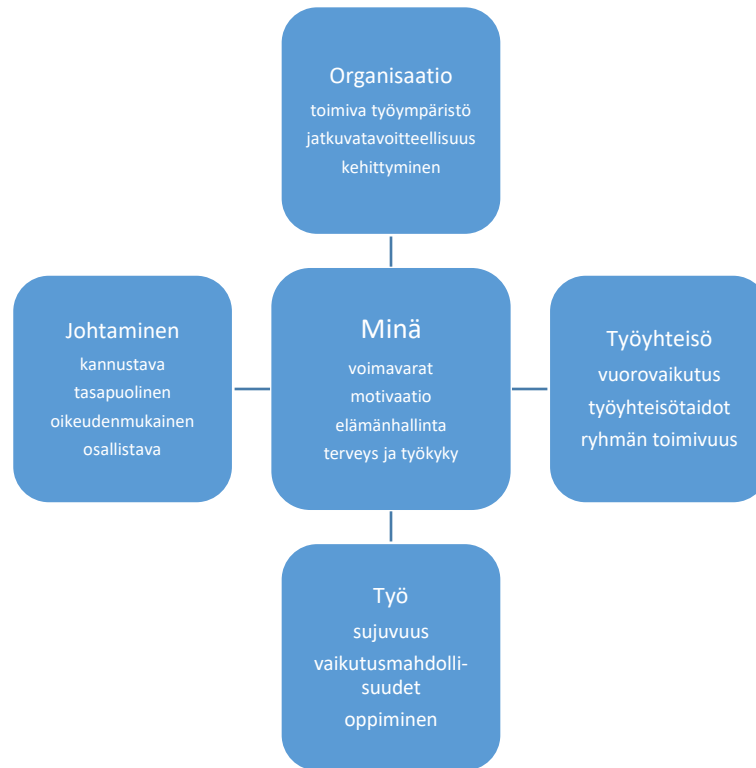 Organisaatio
toimiva työympäristö
jatkuvatavoitteellisuus
kehittyminen
Johtaminen
kannustava
tasapuolinen
oikeudenmukainen
osallistava
Minä
voimavarat
motivaatio
elämänhallinta
terveys ja työkyky
Työyhteisö
vuorovaikutus
työyhteisötaidot
ryhmän toimivuus
Työ
sujuvuus
vaikutusmahdolli-
suudet
oppiminen